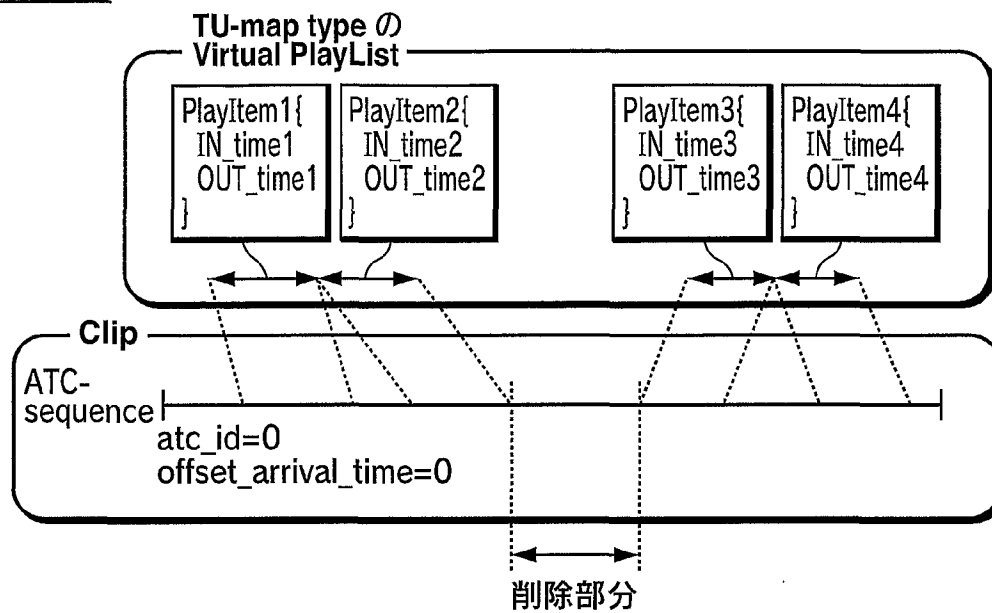 TU-map type の
Virtual PlayList
PlayItem1{
IN_time1
OUT_time1
}
PlayItem2{
IN_time2
OUT_time2
}
PlayItem3{
IN_time3
OUT_time3
}
PlayItem4{
IN_time4
OUT_time4
}
Clip
ATC-
sequence
atc_id=0
offset_arrival_time=0
削除部分